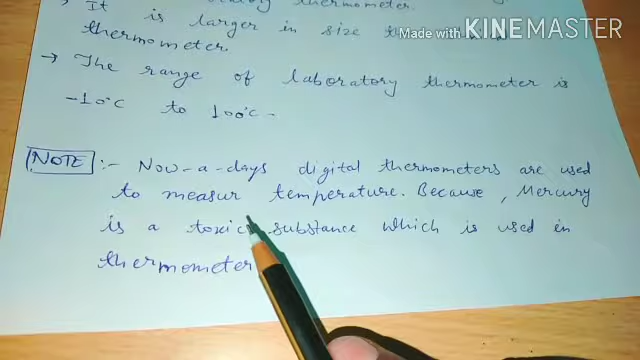 thermometer.
It is larger in size
Made with KINEMASTER
thermometer.
→ The range of laboratory thermometer is
-10°C to 100°C -
NOTE :- Now-a-days digital thermometers are used
to measur temperature. Because, Mercury
is a toxic substance which is used in
thermometer